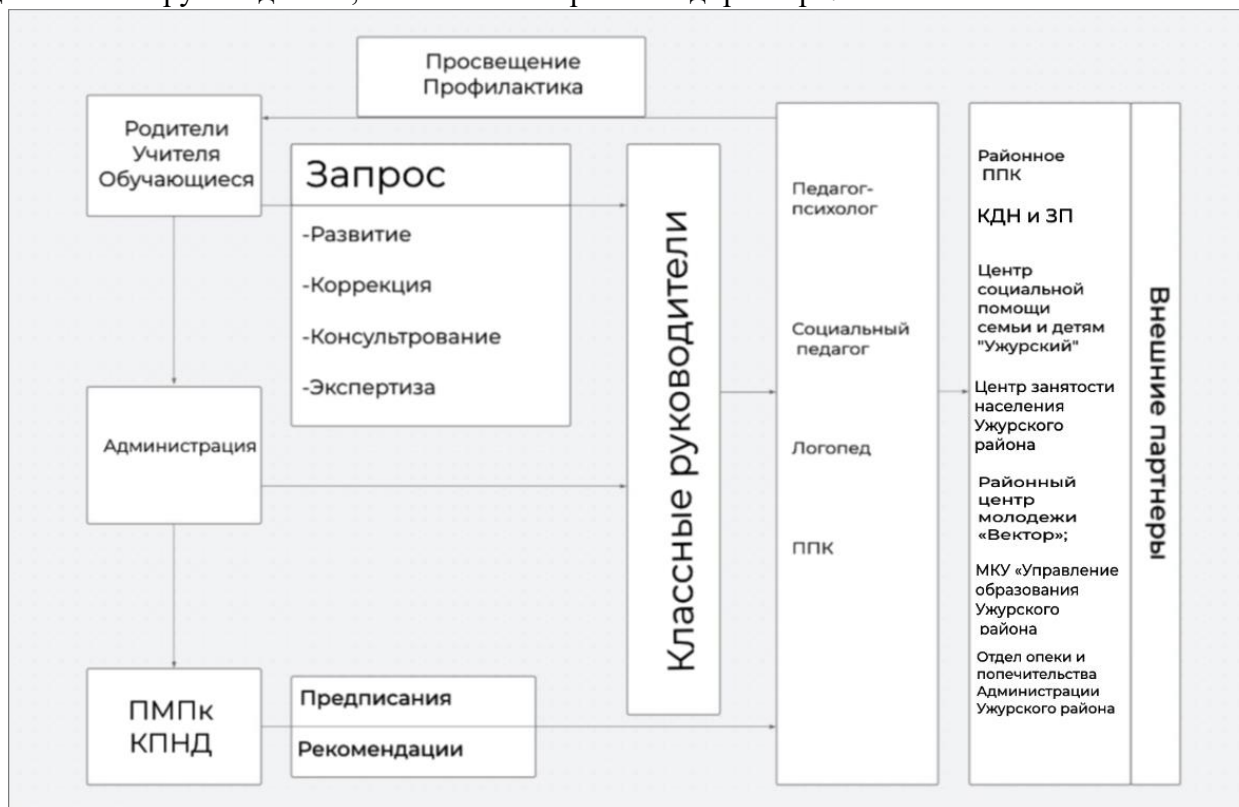 Просвещение
Профилактика
Родители
Учителя
Обучающиеся
Запрос
-Развитие
-Коррекция
-Консультрование
-Экспертиза
Администрация
ПМПк
КПНД
Предписания
Рекомендации
Классные руководители
Педагог-
психолог
Социальный
педагог
Логопед
ППК
Районное
ППК
КДН и ЗП
Центр
социальной
помощи
семьи и детям
"Ужурский"
Центр занятости
населения
Ужурского
района
Районный
центр
молодежи
«Вектор»;
МКУ «Управление
образования
Ужурского
района
Отдел опеки и
попечительства
Администрации
Ужурского района
Внешние партнеры